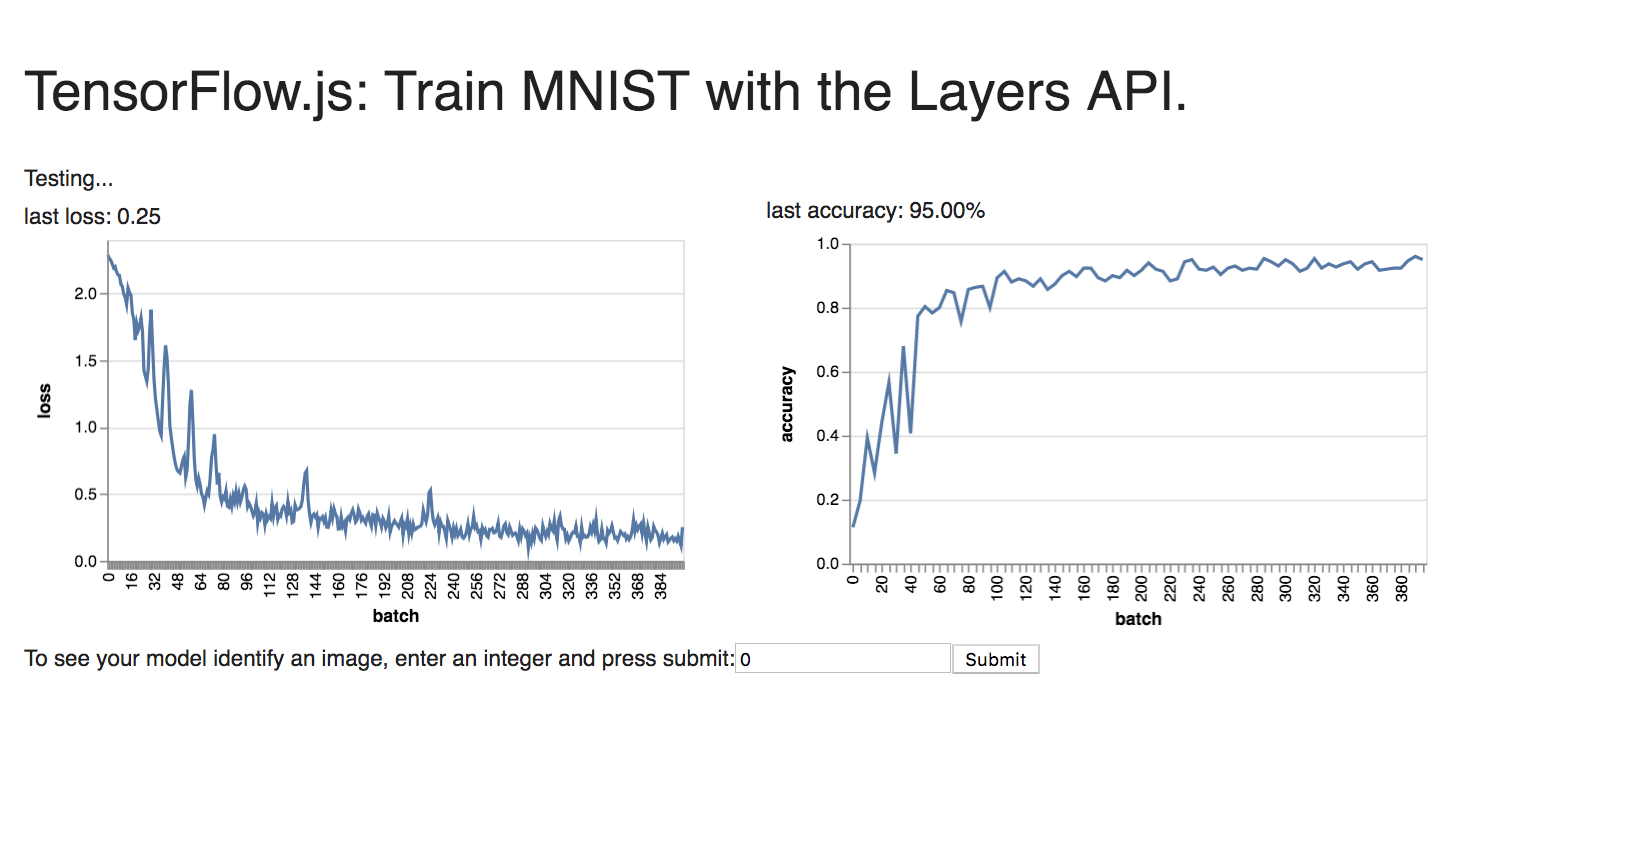 TensorFlow.js: Train MNIST with the Layers API.
Testing...
last loss: 0.25
last accuracy: 95.00%
loss
2.0
1.5
1.0
0.5
0.0
0 16 32 48 64 80 96 112 128 144 160 176 192 208 224 240 256 272 288 304 320 336 352 368 384
batch
accuracy
1.0
0.8
0.6
0.4
0.2
0.0
0 20 40 60 80 100 120 140 160 180 200 220 240 260 280 300 320 340 360 380
batch
To see your model identify an image, enter an integer and press submit: 0 Submit